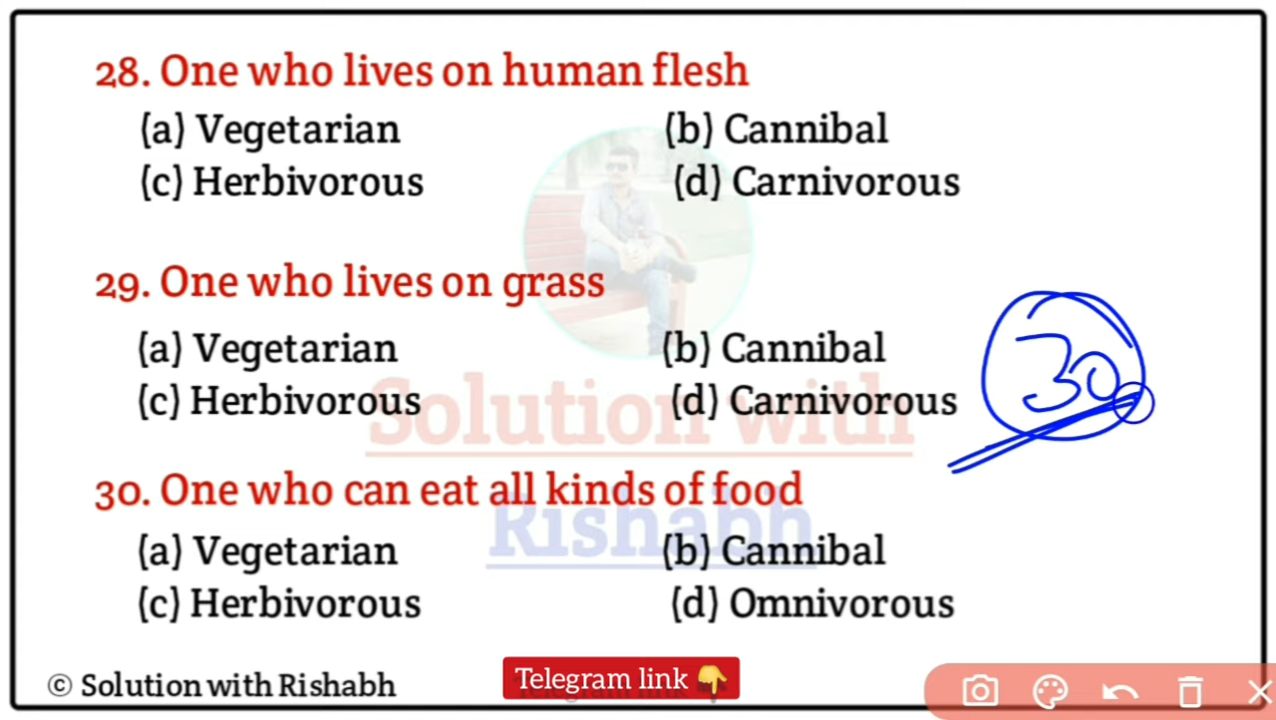 28. One who lives on human flesh
(a) Vegetarian (b) Cannibal
(c) Herbivorous (d) Carnivorous
29. One who lives on grass
(a) Vegetarian (b) Cannibal
(c) Herbivorous (d) Carnivorous
30
Solution with
30. One who can eat all kinds of food
Rishabh
(a) Vegetarian (b) Cannibal
(c) Herbivorous (d) Omnivorous
© Solution with Rishabh
Telegram link 👇